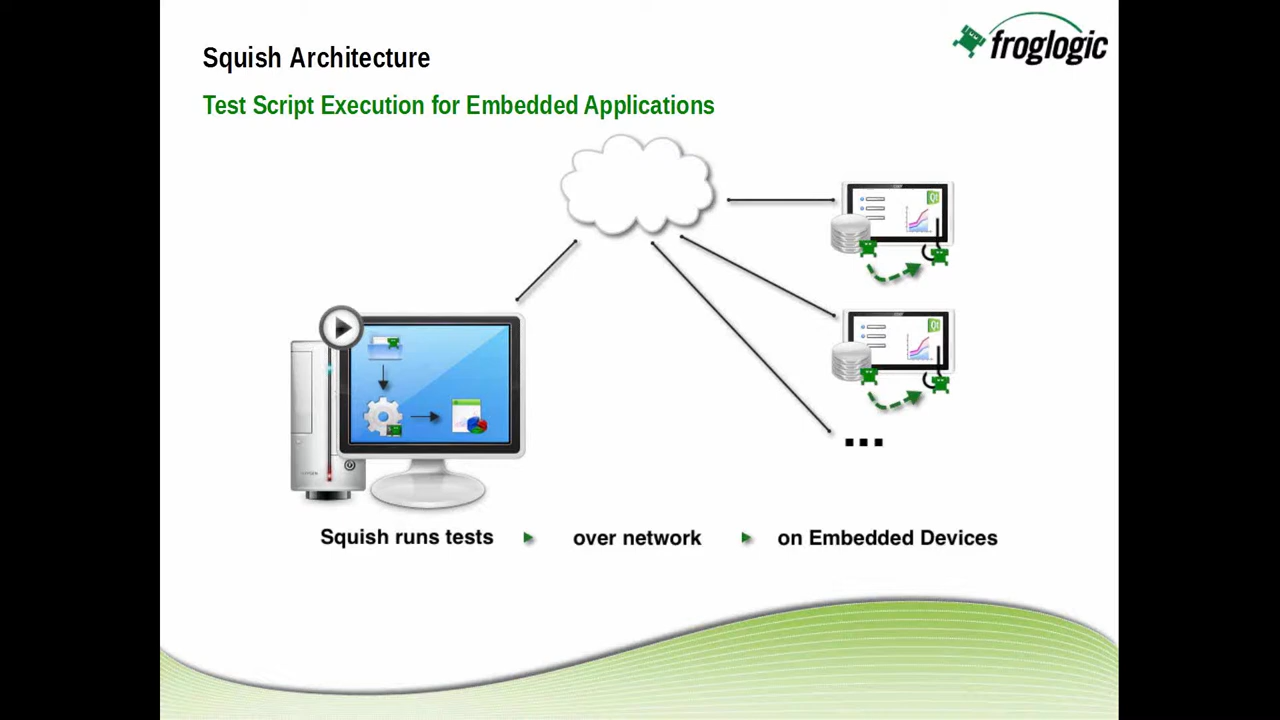 Squish Architecture
froglogic
Test Script Execution for Embedded Applications
Squish runs tests
over network
on Embedded Devices